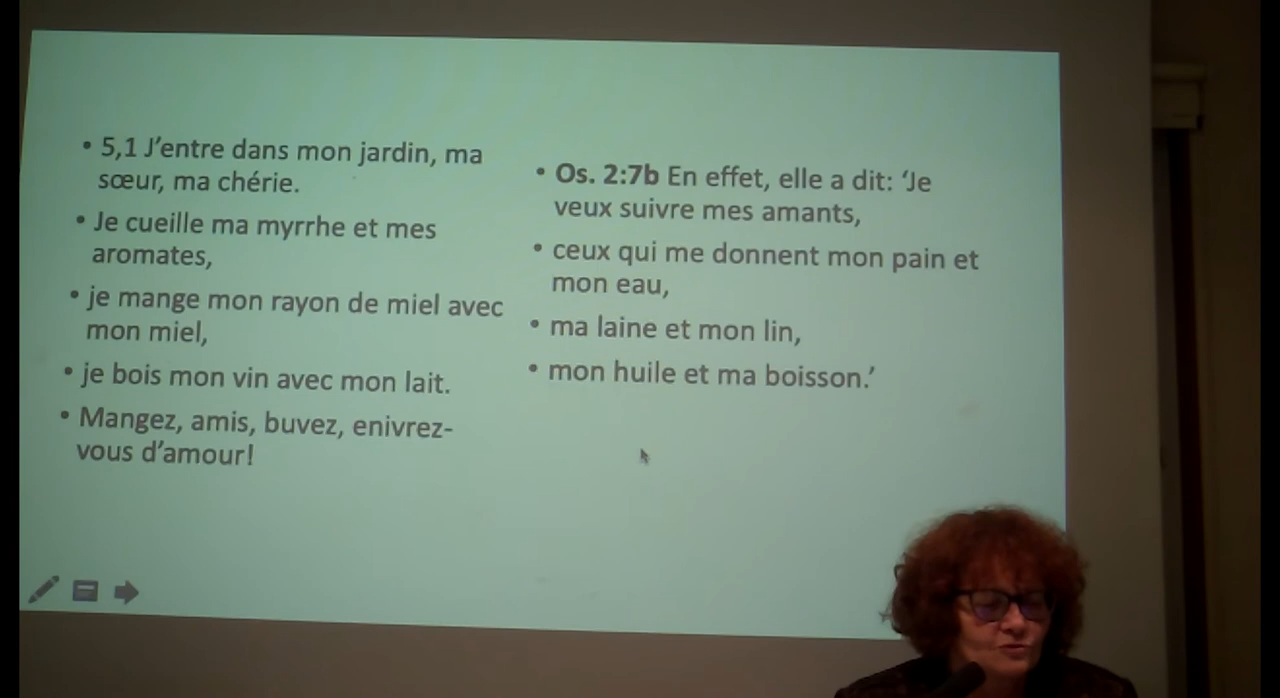 • 5,1 J'entre dans mon jardin, ma
sœur, ma chérie.
• Je cueille ma myrrhe et mes
aromates,
• je mange mon rayon de miel avec
mon miel,
• je bois mon vin avec mon lait.
• Mangez, amis, buvez, enivrez-
vous d'amour!
• Os. 2:7b En effet, elle a dit: ‘Je
veux suivre mes amants,
• ceux qui me donnent mon pain et
mon eau,
• ma laine et mon lin,
• mon huile et ma boisson.’